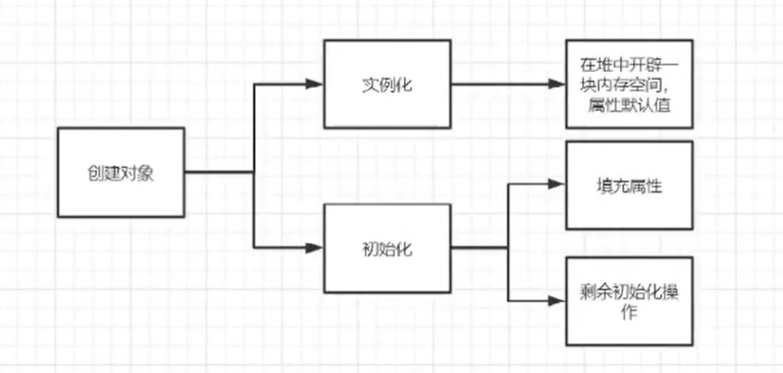 实例化
在堆中开辟一
块内存空间，
属性默认值
创建对象
填充属性
初始化
剩余初始化操
作